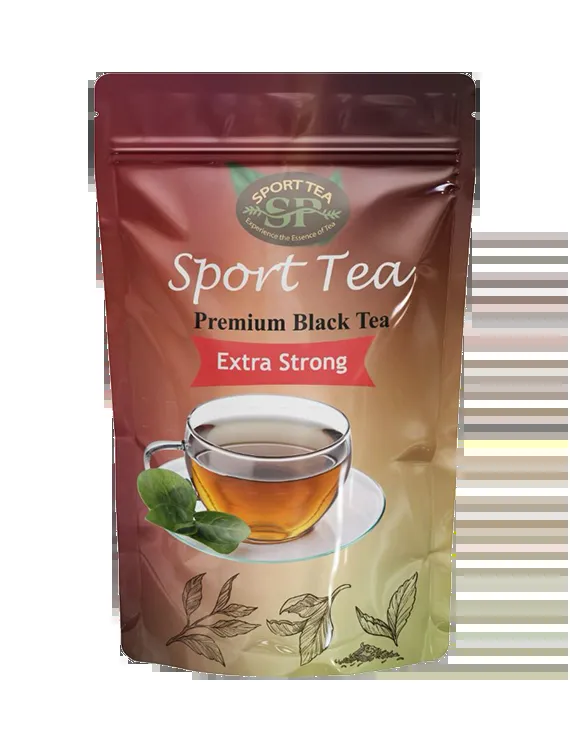 SPORT TEA
SP
Experience the Essence of Tea
Sport Tea
Premium Black Tea
Extra Strong